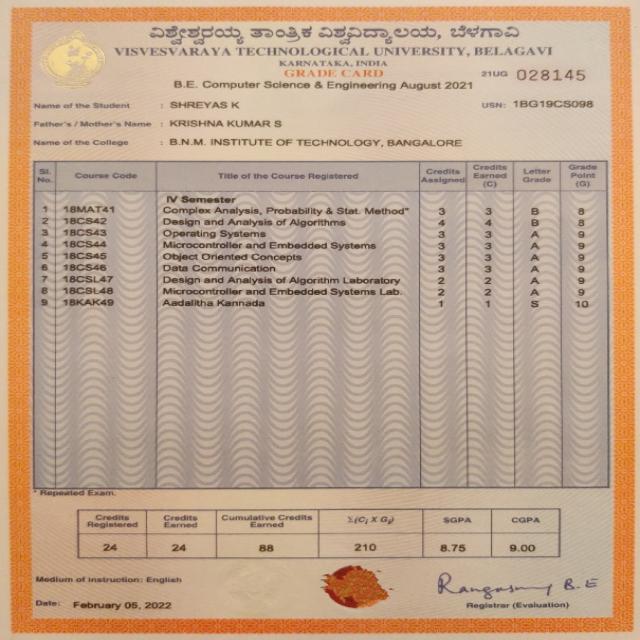 ವಿಶ್ವೇಶ್ವರಯ್ಯ ತಾಂತ್ರಿಕ ವಿಶ್ವವಿದ್ಯಾಲಯ, ಬೆಳಗಾವಿ
VISVESVARAYA TECHNOLOGICAL UNIVERSITY, BELAGAVI
KARNATAKA, INDIA
GRADE CARD
21UG 028145
B.E. Computer Science & Engineering August 2021
Name of the Student : SHREYAS K USN: 1BG19CS098
Father's / Mother's Name : KRISHNA KUMAR S
Name of the College : B.N.M. INSTITUTE OF TECHNOLOGY, BANGALORE
Sl. No. Course Code Title of the Course Registered Credits Assigned Credits Earned (C) Letter Grade Grade Point (G)
IV Semester
1 18MAT41 Complex Analysis, Probability & Stat. Method* 3 3 B 8
2 18CS42 Design and Analysis of Algorithms 4 4 B 8
3 18CS43 Operating Systems 3 3 A 9
4 18CS44 Microcontroller and Embedded Systems 3 3 A 9
5 18CS45 Object Oriented Concepts 3 3 A 9
6 18CS46 Data Communication 3 3 A 9
7 18CSL47 Design and Analysis of Algorithm Laboratory 2 2 A 9
8 18CSL48 Microcontroller and Embedded Systems Lab. 2 2 A 9
9 18KAK49 Aadalitha Kannada 1 1 S 10
* Repeated Exam.
Credits Registered Credits Earned Cumulative Credits Earned Σ(Ci X Gi) SGPA CGPA
24 24 88 210 8.75 9.00
Medium of Instruction: English
Rangaswamy B.E
Date: February 05, 2022 Registrar (Evaluation)